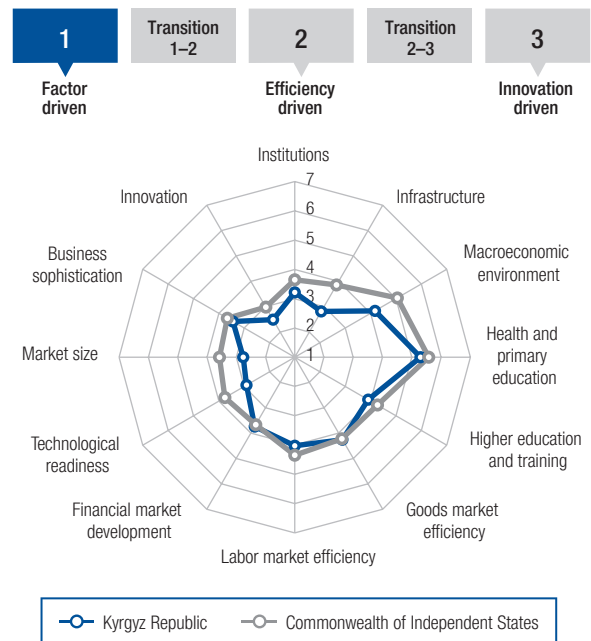 1
Transition
1–2
2
Transition
2–3
3
Factor
driven
Efficiency
driven
Innovation
driven
Institutions
7
Innovation
Infrastructure
6
5
Business
sophistication
Macroeconomic
environment
4
3
2
Market size
1
Health and
primary
education
Technological
readiness
Higher education
and training
Financial market
development
Goods market
efficiency
Labor market efficiency
Kyrgyz Republic
Commonwealth of Independent States